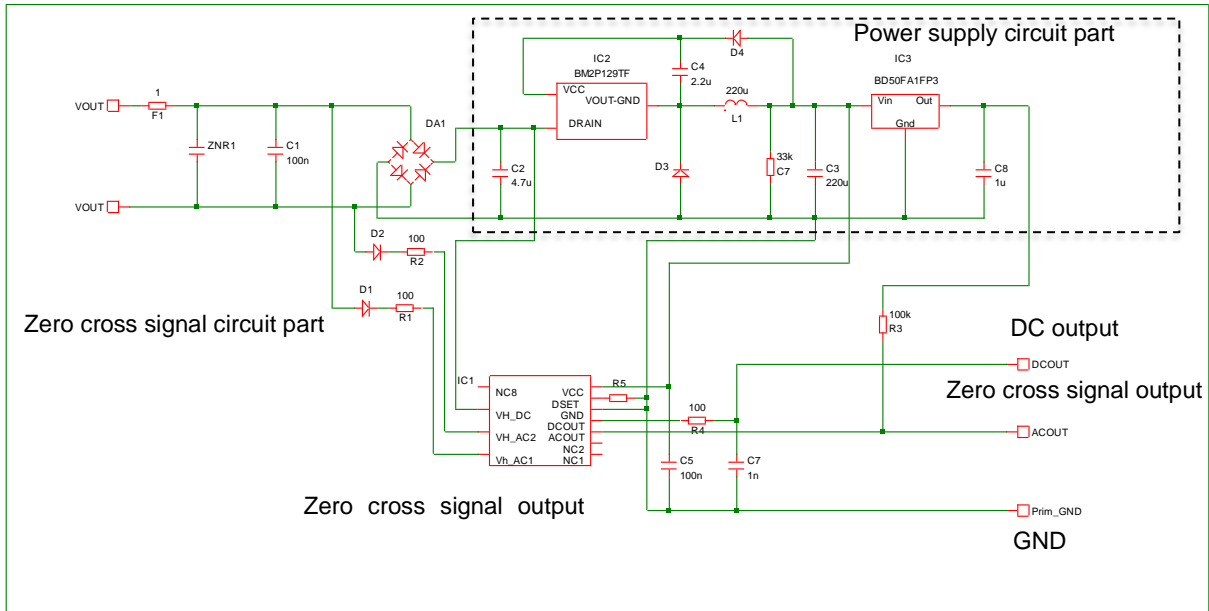 Power supply circuit part
IC2
BM2P129TF
VCC
VOUT-GND
DRAIN
C4
2.2u
D4
220u
L1
IC3
BD50FA1FP3
Vin
Out
Gnd
VOUT
1
F1
ZNR1
C1
100n
DA1
C2
4.7u
D3
33k
C7
C3
220u
C8
1u
VOUT
D2
100
R2
D1
100
R1
Zero cross signal circuit part
100k
R3
DC output
DCOUT
Zero cross signal output
ACOUT
IC1
NC8
VCC
DSET
VH_DC
GND
DCOUT
VH_AC2
ACOUT
NC2
Vh_AC1
NC1
R5
100
R4
C5
100n
C7
1n
Zero cross signal output
Prim_GND
GND